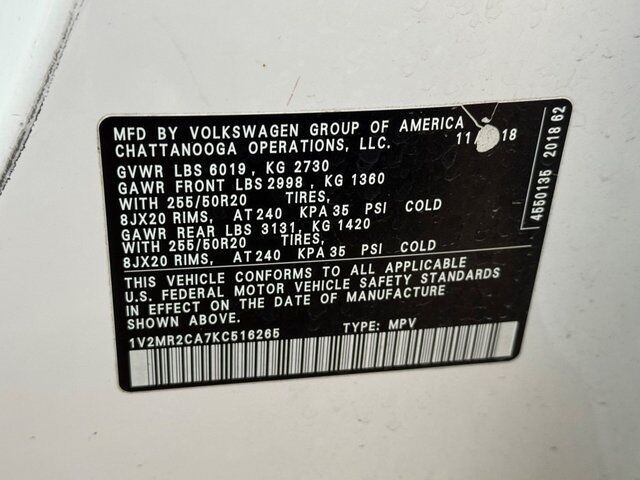 MFD BY VOLKSWAGEN GROUP OF AMERICA
CHATTANOOGA OPERATIONS, LLC. 11/ 18
GVWR LBS 6019 , KG 2730
GAWR FRONT LBS 2998 , KG 1360
WITH 255/50R20 TIRES,
8JX20 RIMS, AT 240 KPA 35 PSI COLD
GAWR REAR LBS 3131, KG 1420
WITH 255/50R20 TIRES,
8JX20 RIMS, AT 240 KPA 35 PSI COLD
THIS VEHICLE CONFORMS TO ALL APPLICABLE
U.S. FEDERAL MOTOR VEHICLE SAFETY STANDARDS
IN EFFECT ON THE DATE OF MANUFACTURE
SHOWN ABOVE.
1V2MR2CA7KC516265 TYPE: MPV
4550135 2018 62